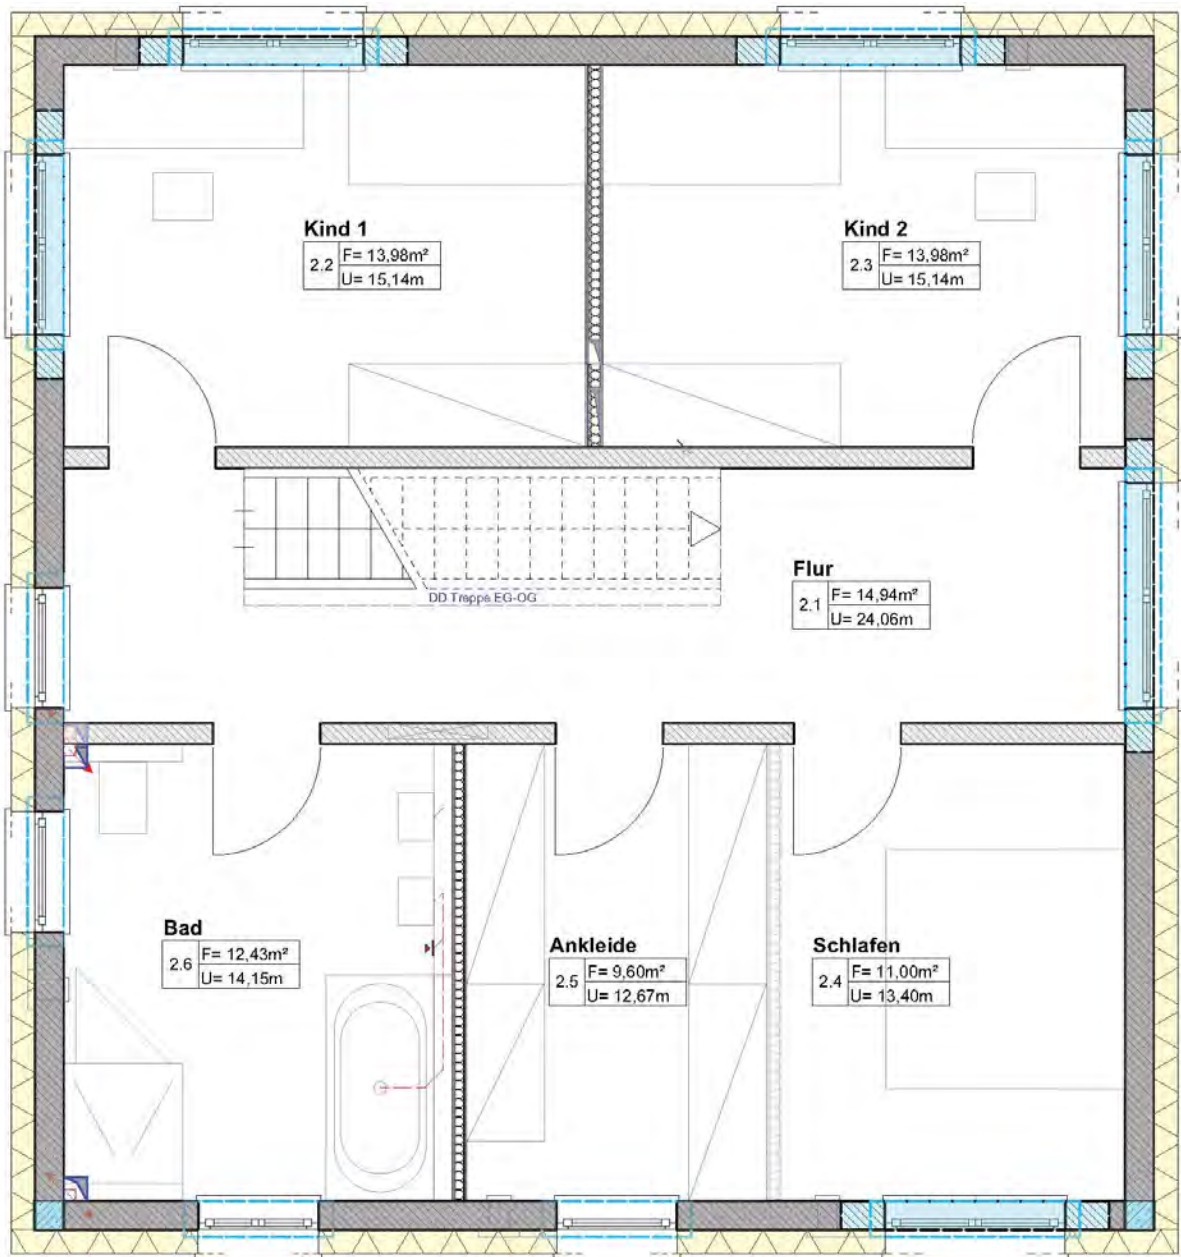 Kind 1
2.2 F= 13,98m²
U= 15,14m
Kind 2
2.3 F= 13,98m²
U= 15,14m
DD Treppe EG-OG
Flur
2.1 F= 14,94m²
U= 24,06m
Bad
2.6 F= 12,43m²
U= 14,15m
Ankleide
2.5 F= 9,60m²
U= 12,67m
Schlafen
2.4 F= 11,00m²
U= 13,40m